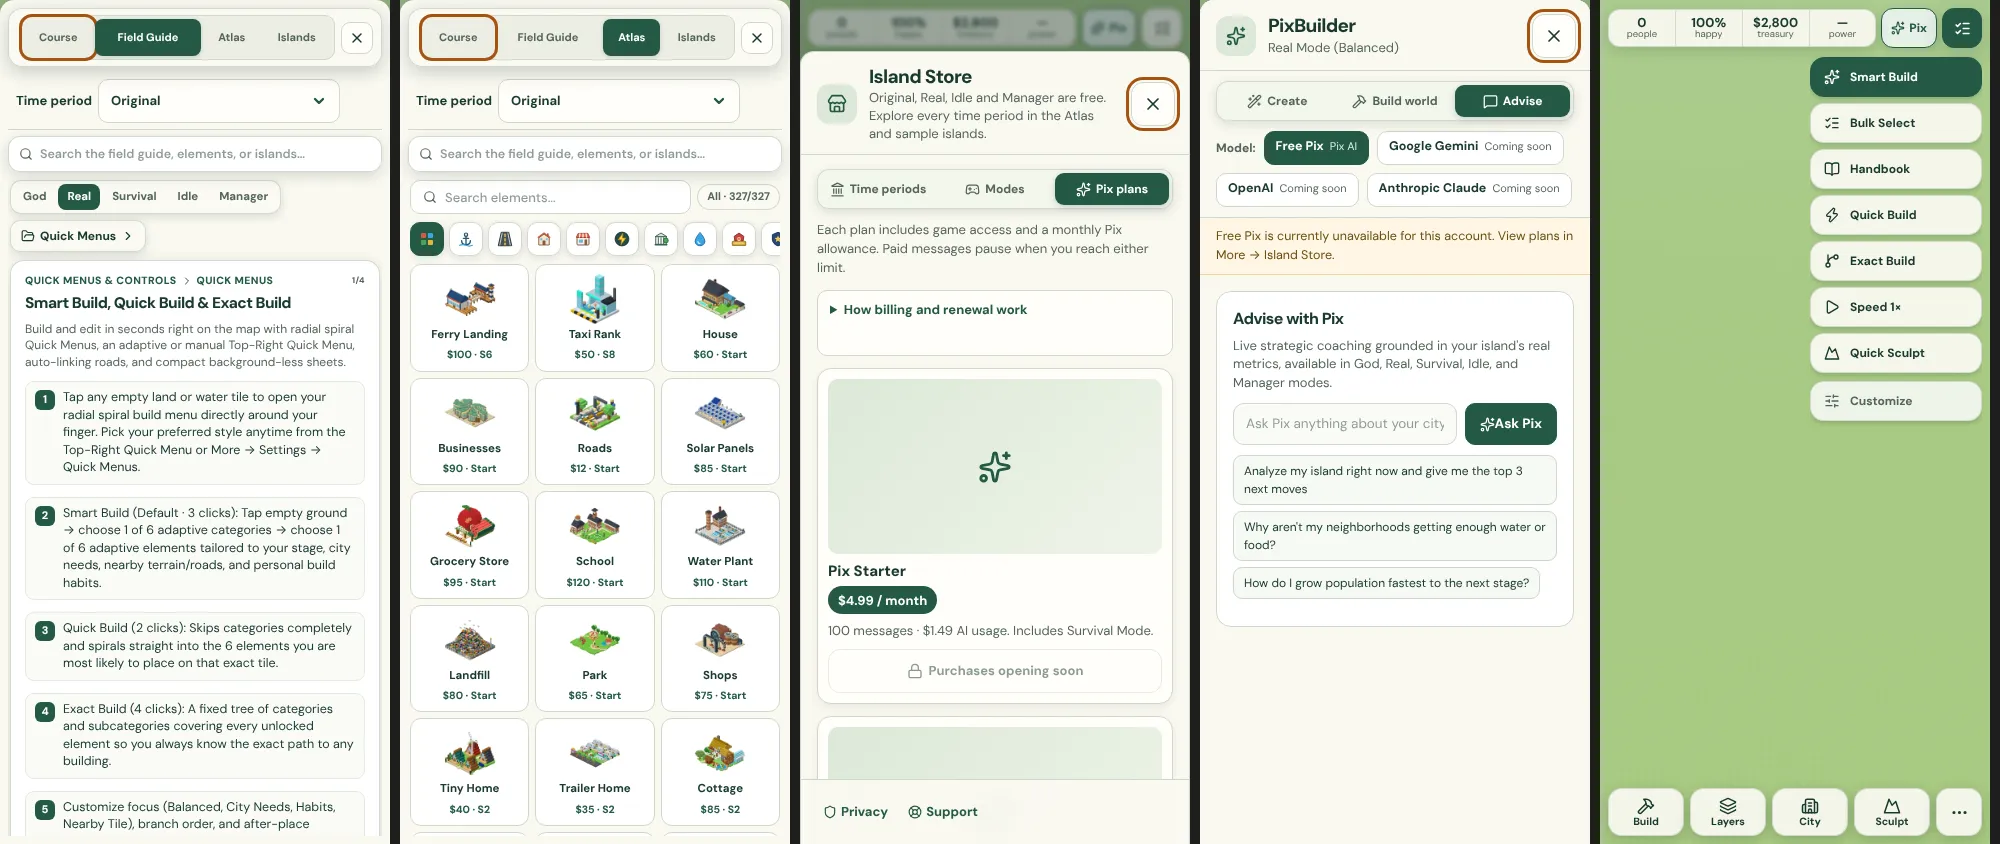 Course
Field Guide
Atlas
Islands
Time period
Original
Search the field guide, elements, or islands...
God
Real
Survival
Idle
Manager
Quick Menus
QUICK MENUS & CONTROLS > QUICK MENUS
1/4
Smart Build, Quick Build & Exact Build
Build and edit in seconds right on the map with radial spiral
Quick Menus, an adaptive or manual Top-Right Quick Menu,
auto-linking roads, and compact background-less sheets.
1
Tap any empty land or water tile to open your
radial spiral build menu directly around your
finger. Pick your preferred style anytime from the
Top-Right Quick Menu or More → Settings →
Quick Menus.
2
Smart Build (Default · 3 clicks): Tap empty ground
→ choose 1 of 6 adaptive categories → choose 1
of 6 adaptive elements tailored to your stage, city
needs, nearby terrain/roads, and personal build
habits.
3
Quick Build (2 clicks): Skips categories completely
and spirals straight into the 6 elements you are
most likely to place on that exact tile.
4
Exact Build (4 clicks): A fixed tree of categories
and subcategories covering every unlocked
element so you always know the exact path to any
building.
5
Customize focus (Balanced, City Needs, Habits,
Nearby Tile), branch order, and after-place
Course
Field Guide
Atlas
Islands
Time period
Original
Search the field guide, elements, or islands...
Search elements...
All · 327/327
Ferry Landing
$100 · S6
Taxi Rank
$50 · S8
House
$60 · Start
Businesses
$90 · Start
Roads
$12 · Start
Solar Panels
$85 · Start
Grocery Store
$95 · Start
School
$120 · Start
Water Plant
$110 · Start
Landfill
$80 · Start
Park
$65 · Start
Shops
$75 · Start
Tiny Home
$40 · S2
Trailer Home
$35 · S2
Cottage
$85 · S2
0
people
100%
happy
$2,800
treasury
—
power
Pix
Island Store
Original, Real, Idle and Manager are free.
Explore every time period in the Atlas
and sample islands.
Time periods
Modes
Pix plans
Each plan includes game access and a monthly Pix
allowance. Paid messages pause when you reach either
limit.
How billing and renewal work
Pix Starter
$4.99 / month
100 messages · $1.49 AI usage. Includes Survival Mode.
Purchases opening soon
Privacy
Support
PixBuilder
Real Mode (Balanced)
Create
Build world
Advise
Model:
Free Pix Pix AI
Google Gemini Coming soon
OpenAI Coming soon
Anthropic Claude Coming soon
Free Pix is currently unavailable for this account. View plans in
More → Island Store.
Advise with Pix
Live strategic coaching grounded in your island's real
metrics, available in God, Real, Survival, Idle, and
Manager modes.
Ask Pix anything about your city
Ask Pix
Analyze my island right now and give me the top 3
next moves
Why aren't my neighborhoods getting enough water or
food?
How do I grow population fastest to the next stage?
0
people
100%
happy
$2,800
treasury
—
power
Pix
Smart Build
Bulk Select
Handbook
Quick Build
Exact Build
Speed 1×
Quick Sculpt
Customize
Build
Layers
City
Sculpt